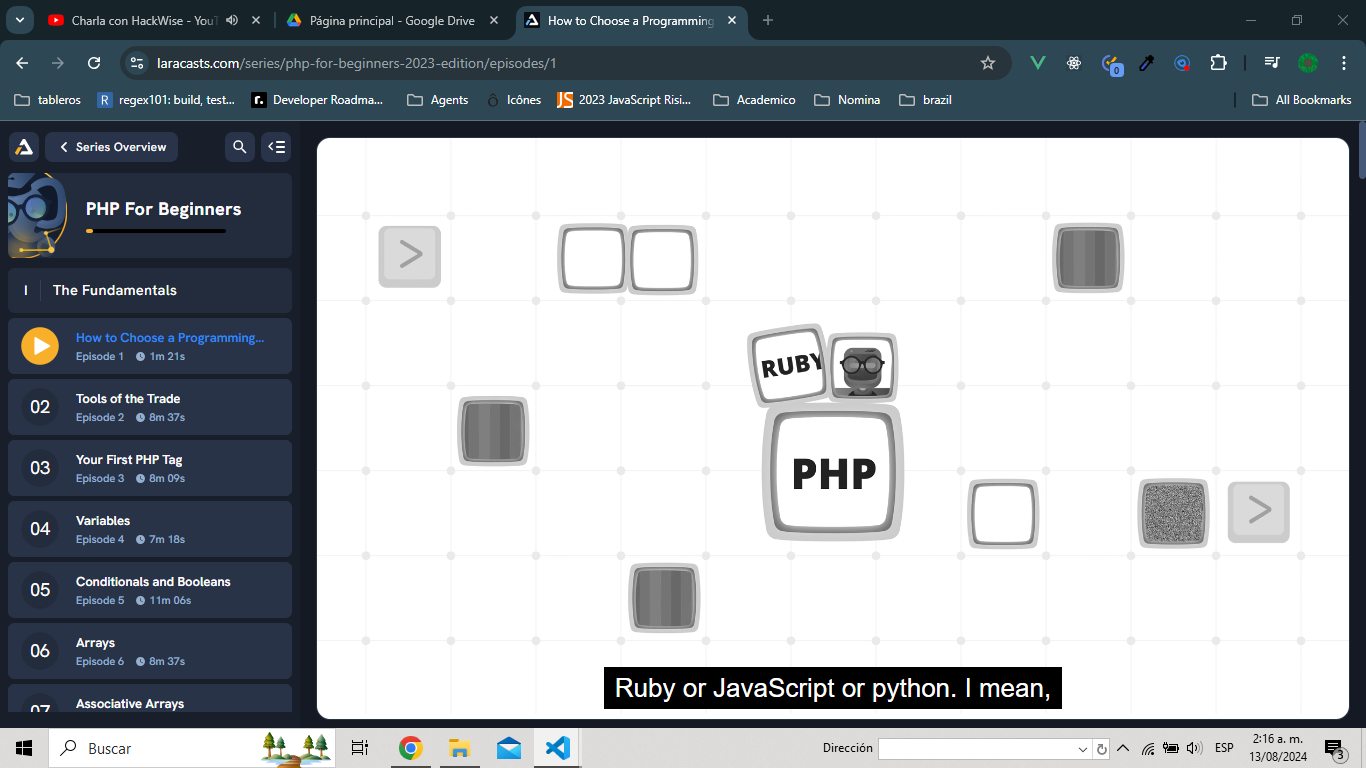 Charla con HackWise - YouT
Página principal - Google Drive
How to Choose a Programming
laracasts.com/series/php-for-beginners-2023-edition/episodes/1
0
tableros
R
regex101: build, test...
r.
Developer Roadma...
Agents
Icônes
JS
2023 JavaScript Risi...
Academico
Nomina
brazil
All Bookmarks
Series Overview
PHP For Beginners
I
The Fundamentals
How to Choose a Programming...
Episode 1 1m 21s
02
Tools of the Trade
Episode 2 8m 37s
03
Your First PHP Tag
Episode 3 8m 09s
04
Variables
Episode 4 7m 18s
05
Conditionals and Booleans
Episode 5 11m 06s
06
Arrays
Episode 6 8m 37s
07
Associative Arrays
>
RUBY
PHP
>
Ruby or JavaScript or python. I mean,
Buscar
Dirección
ESP
2:16 a. m.
13/08/2024
3